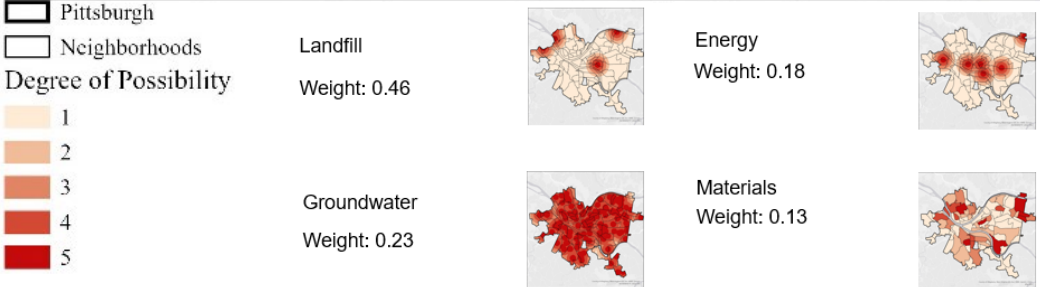 Pittsburgh
Neighborhoods
Degree of Possibility
1
2
3
4
5
Landfill
Weight: 0.46
Energy
Weight: 0.18
Groundwater
Weight: 0.23
Materials
Weight: 0.13